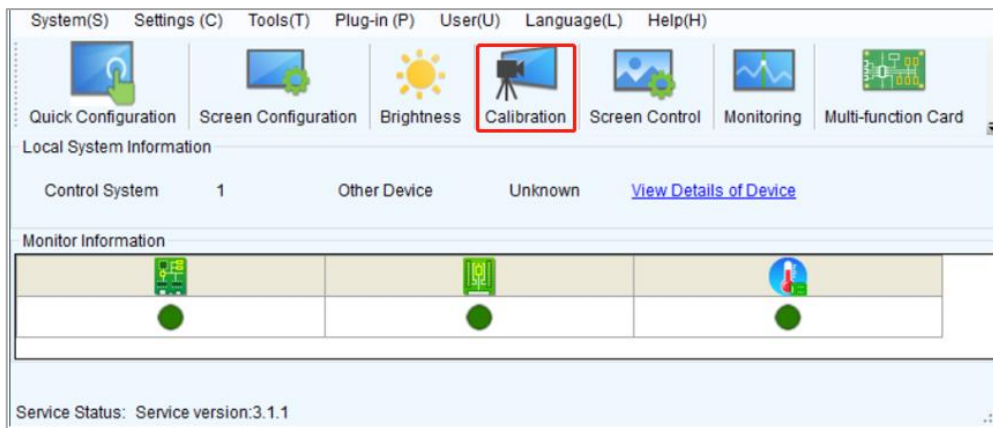 System(S) Settings (C) Tools(T) Plug-in (P) User(U) Language(L) Help(H)
Quick Configuration Screen Configuration Brightness Calibration Screen Control Monitoring Multi-function Card
Local System Information
Control System 1 Other Device Unknown View Details of Device
Monitor Information
Service Status: Service version:3.1.1